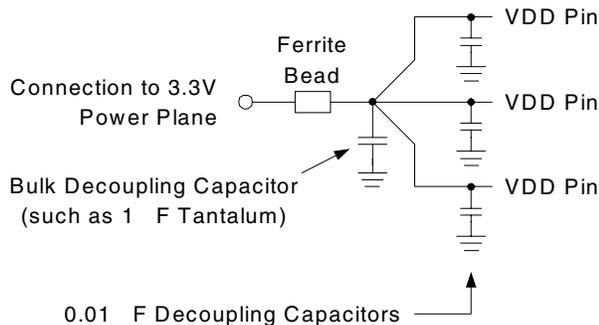 VDD Pin
Ferrite
Bead
Connection to 3.3V
Power Plane
VDD Pin
Bulk Decoupling Capacitor
(such as 1 F Tantalum)
VDD Pin
0.01 F Decoupling Capacitors